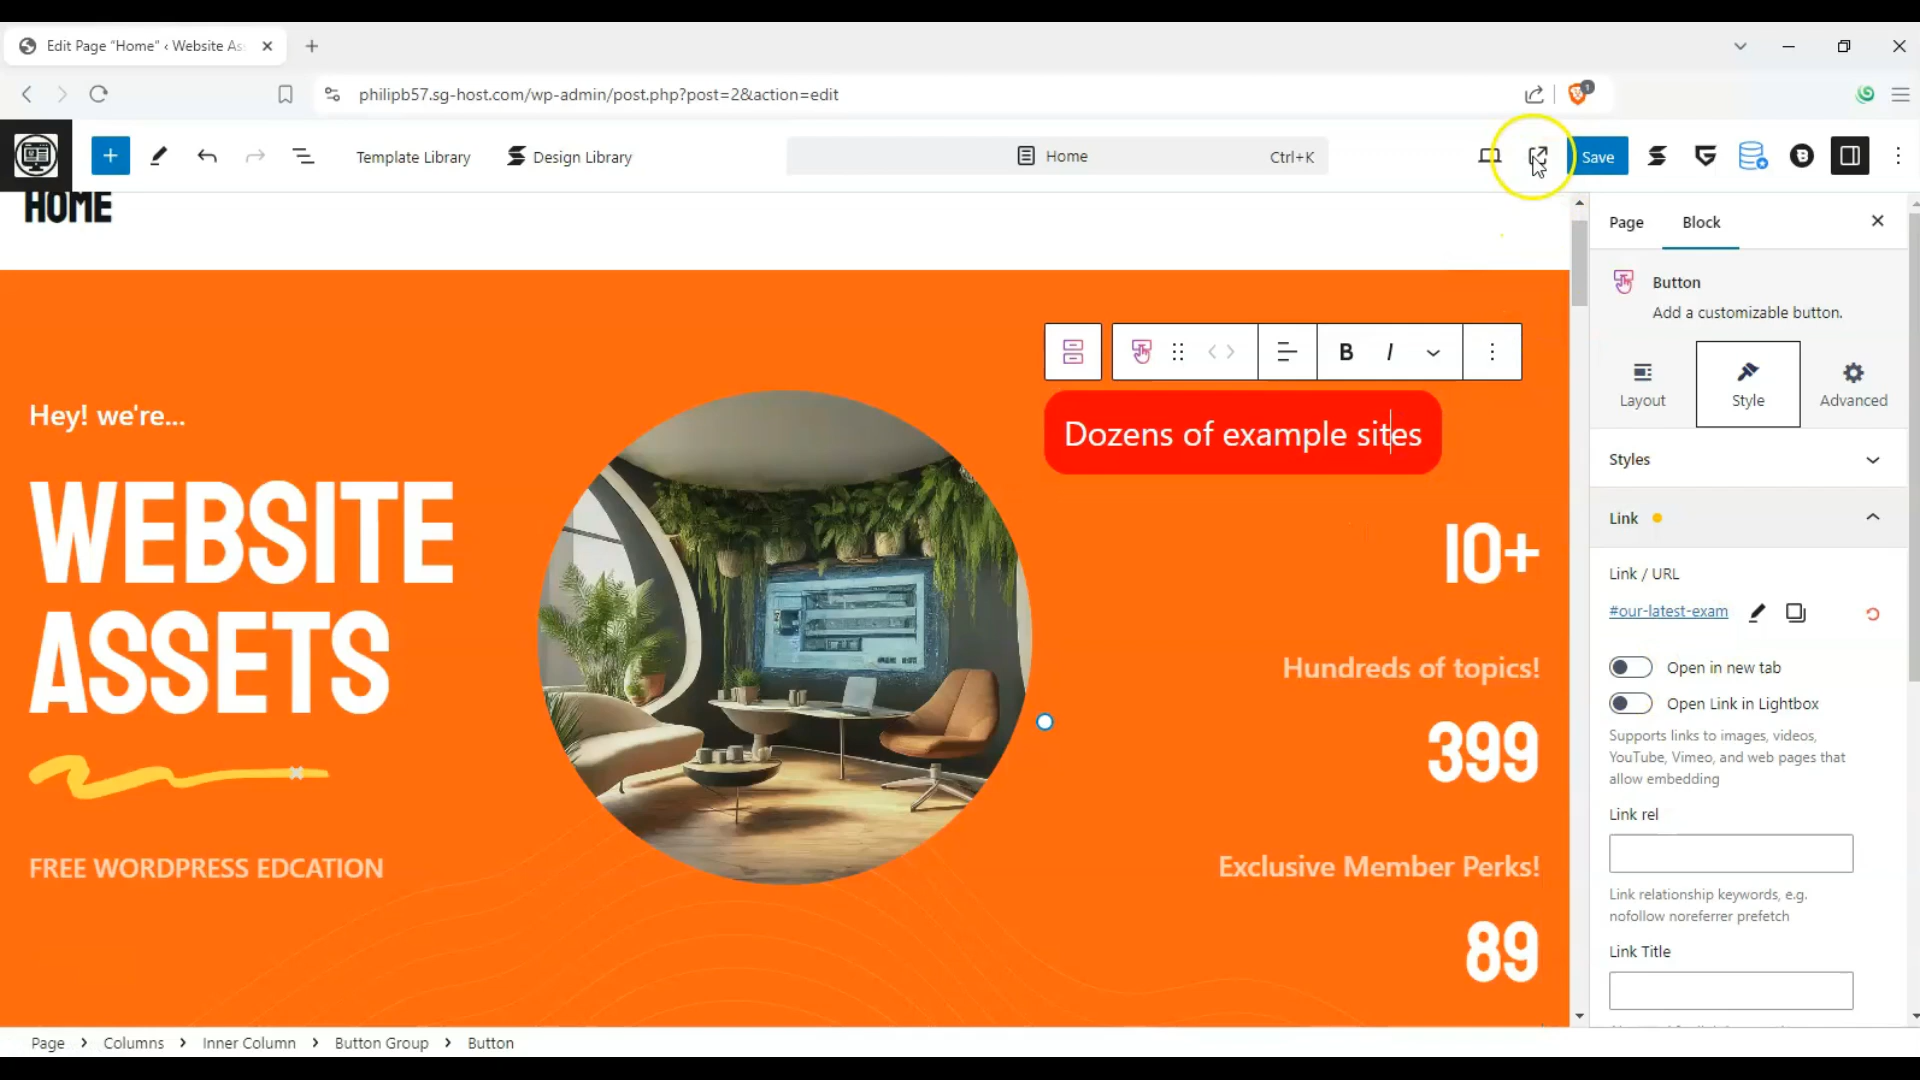 Edit Page “Home” ‹ Website As
philipb57.sg-host.com/wp-admin/post.php?post=2&action=edit
1
Template Library
Design Library
Home
Ctrl+K
Save
HOME
Page
Block
Button
Add a customizable button.
Layout
Style
Advanced
Styles
Link
Link / URL
#our-latest-exam
Open in new tab
Open Link in Lightbox
Supports links to images, videos,
YouTube, Vimeo, and web pages that
allow embedding
Link rel
Link relationship keywords, e.g.
nofollow noreferrer prefetch
Link Title
B I
Hey! we're...
WEBSITE
ASSETS
FREE WORDPRESS EDCATION
Dozens of example sites
10+
Hundreds of topics!
399
Exclusive Member Perks!
89
Page > Columns > Inner Column > Button Group > Button